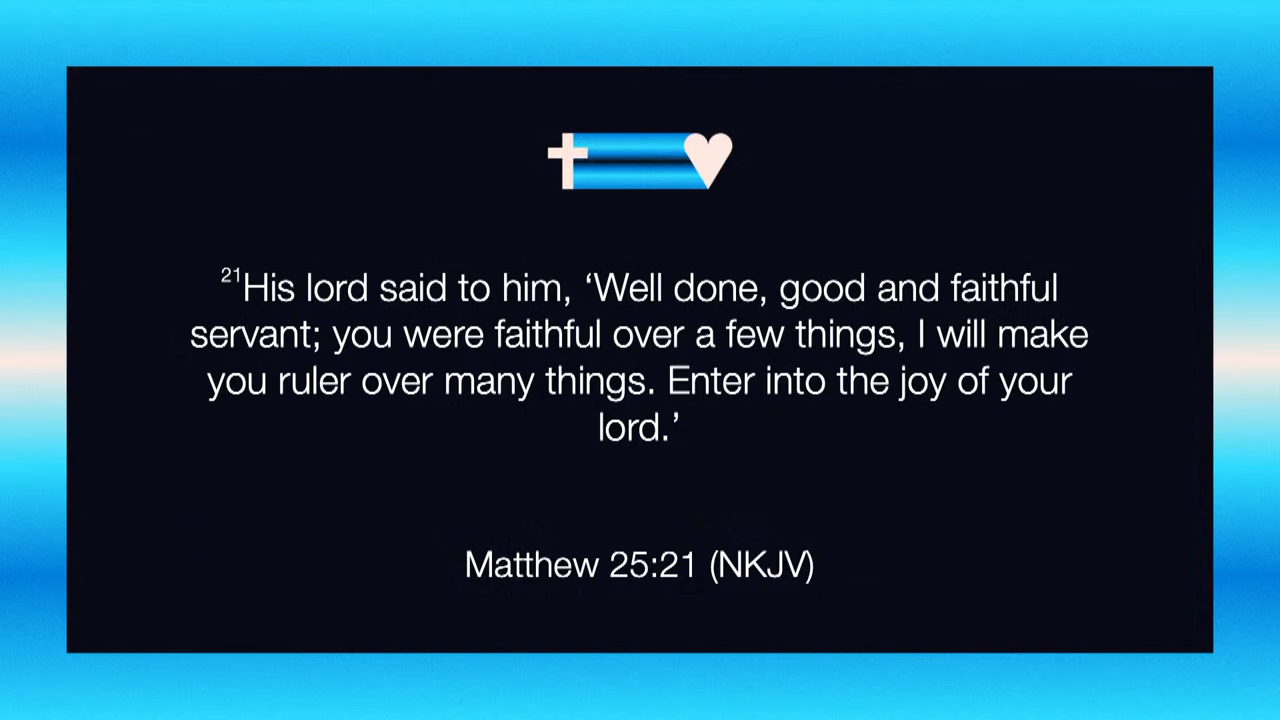 ²¹His lord said to him, ‘Well done, good and faithful
servant; you were faithful over a few things, I will make
you ruler over many things. Enter into the joy of your
lord.’
Matthew 25:21 (NKJV)